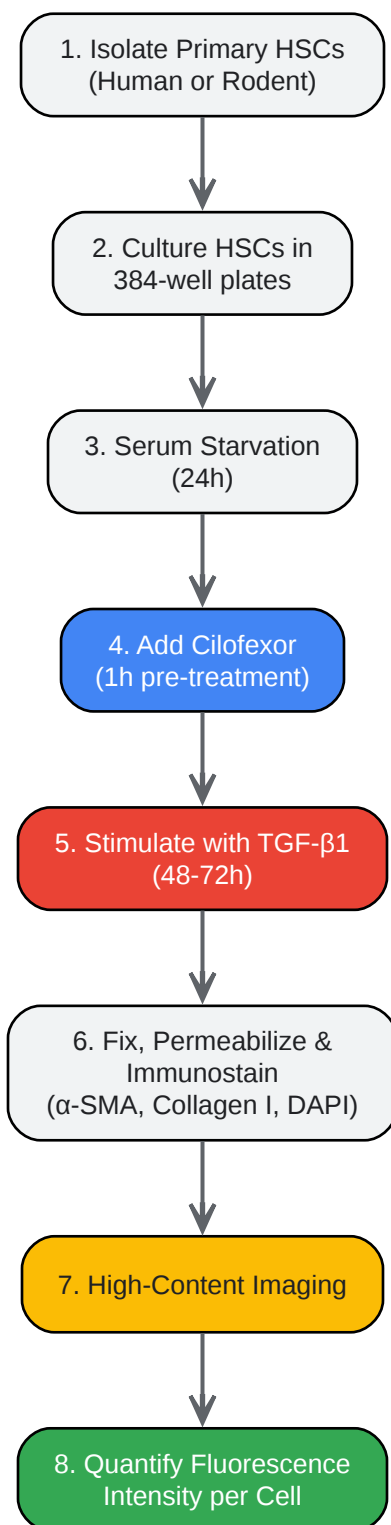 1. Isolate Primary HSCs
(Human or Rodent)
2. Culture HSCs in
384-well plates
3. Serum Starvation
(24h)
4. Add Cilofexor
(1h pre-treatment)
5. Stimulate with TGF-β1
(48-72h)
6. Fix, Permeabilize &
Immunostain
(α-SMA, Collagen I, DAPI)
7. High-Content Imaging
8. Quantify Fluorescence
Intensity per Cell